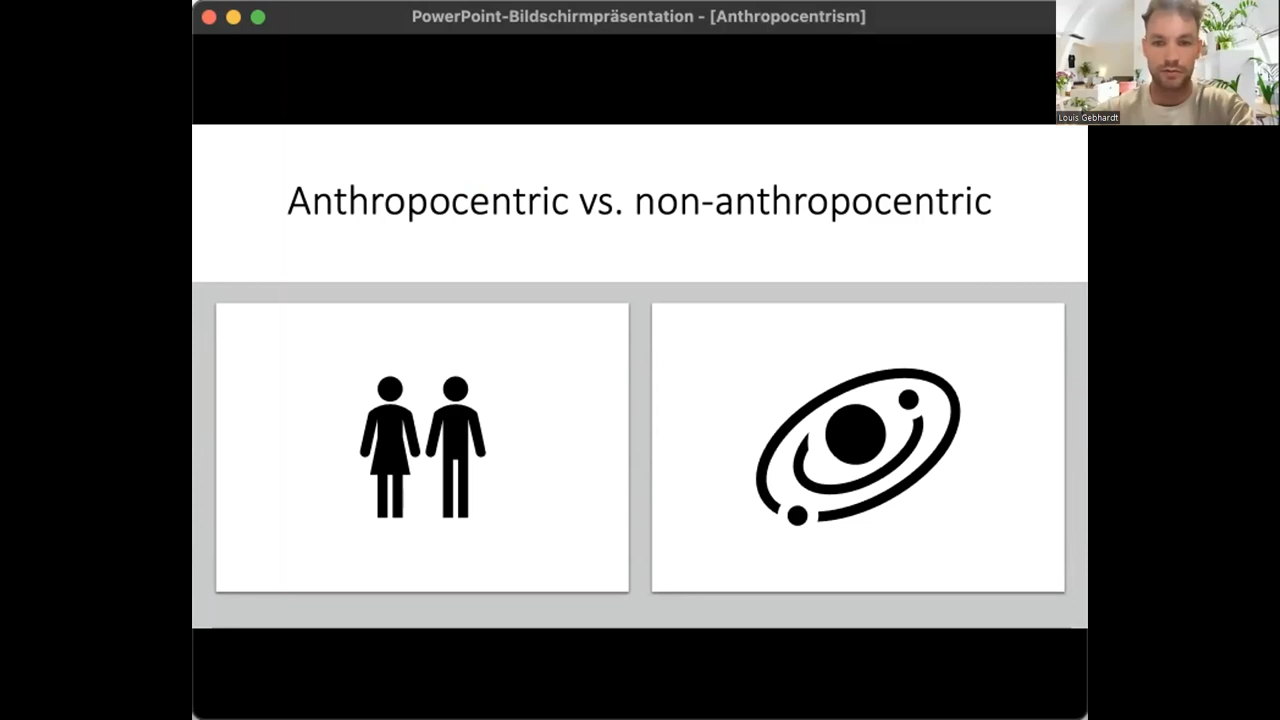 PowerPoint-Bildschirmpräsentation - [Anthropocentrism]
Louis Gebhardt
Anthropocentric vs. non-anthropocentric